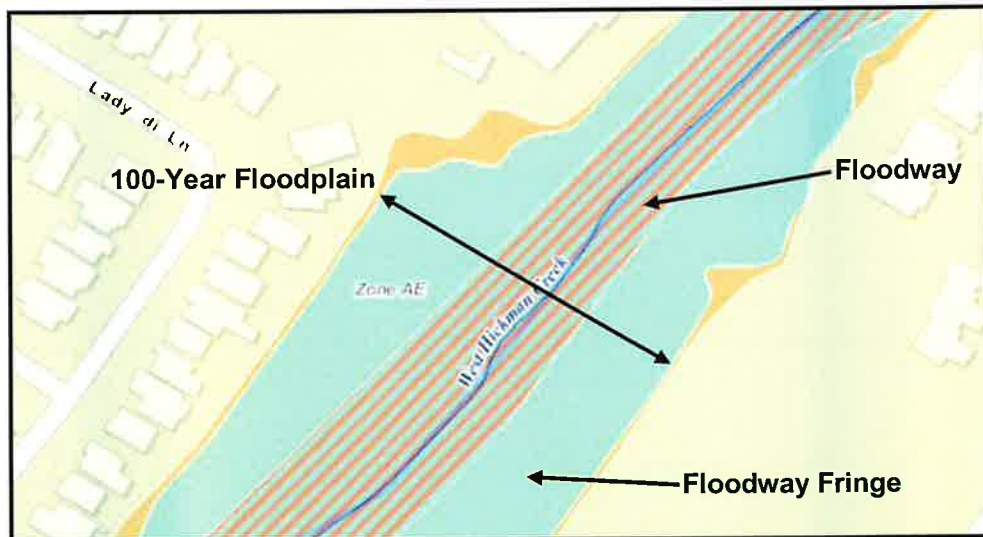 Lady di Ln
100-Year Floodplain
Floodway
Zone AE
West Hickman Creek
Floodway Fringe